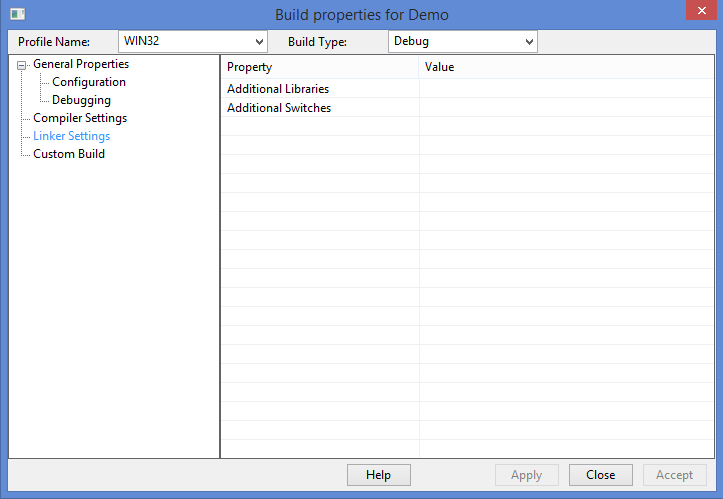 Build properties for Demo
Profile Name: WIN32 Build Type: Debug
General Properties
Configuration
Debugging
Compiler Settings
Linker Settings
Custom Build
Property Value
Additional Libraries
Additional Switches
Help Apply Close Accept